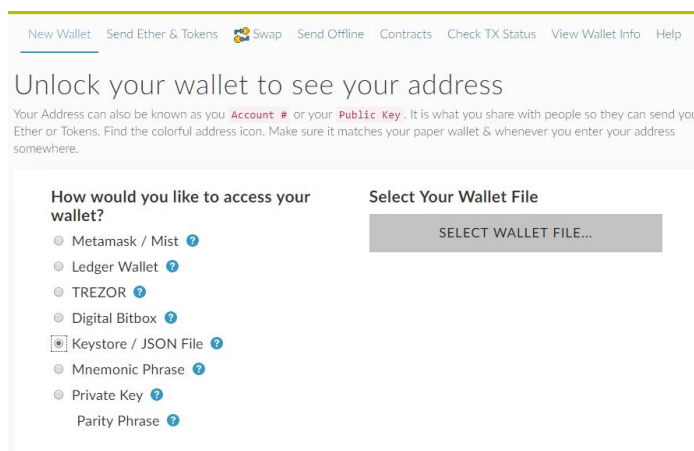 New Wallet Send Ether & Tokens Swap Send Offline Contracts Check TX Status View Wallet Info Help
Unlock your wallet to see your address
Your Address can also be known as you Account # or your Public Key. It is what you share with people so they can send you
Ether or Tokens. Find the colorful address icon. Make sure it matches your paper wallet & whenever you enter your address
somewhere.
How would you like to access your
wallet?
Metamask / Mist ?
Ledger Wallet ?
TREZOR ?
Digital Bitbox ?
Keystore / JSON File ?
Mnemonic Phrase ?
Private Key ?
Parity Phrase ?
Select Your Wallet File
SELECT WALLET FILE...